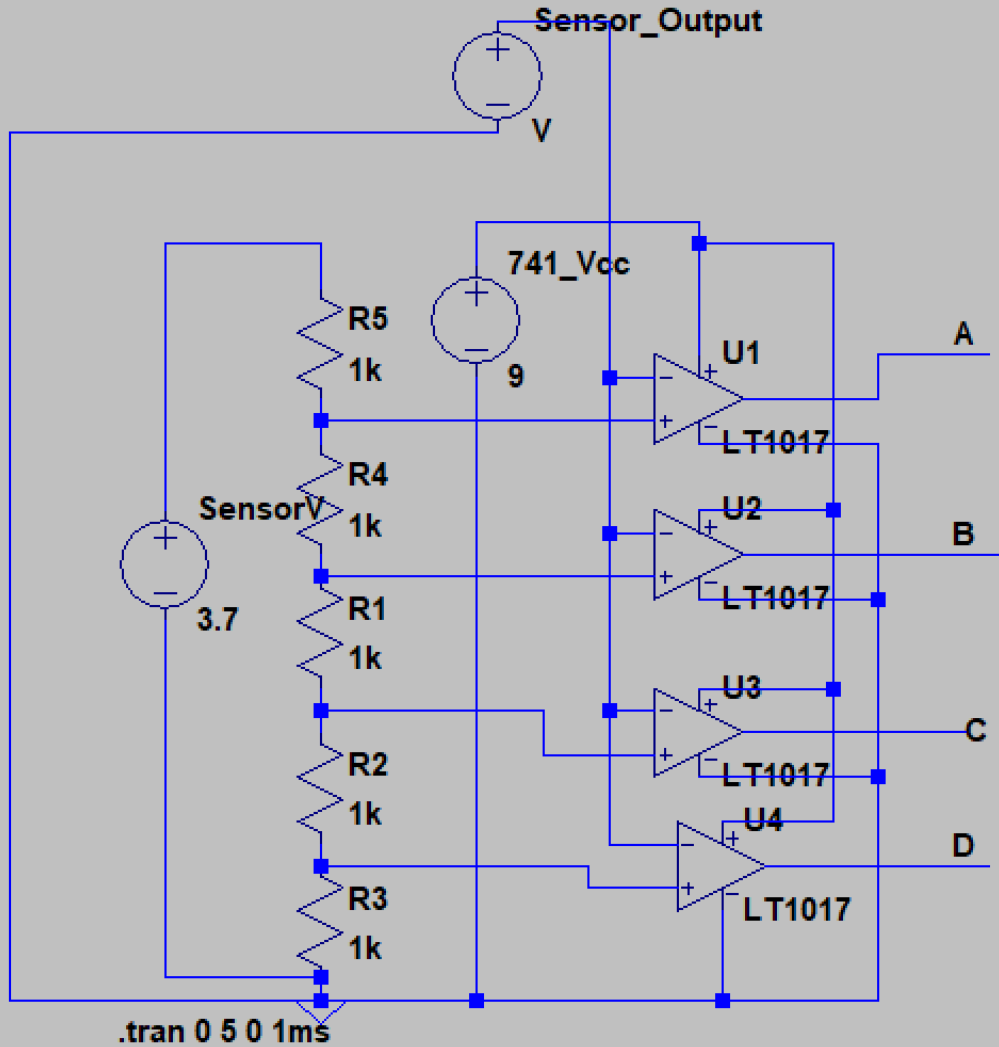 Sensor_Output
+
−
V
741_Vcc
+
−
9
R5
1k
A
U1
−
+
+
−
LT1017
R4
1k
SensorV
+
−
3.7
U2
B
−
+
+
−
LT1017
R1
1k
U3
C
−
+
+
−
LT1017
R2
1k
U4
D
−
+
+
−
LT1017
R3
1k
.tran 0 5 0 1ms